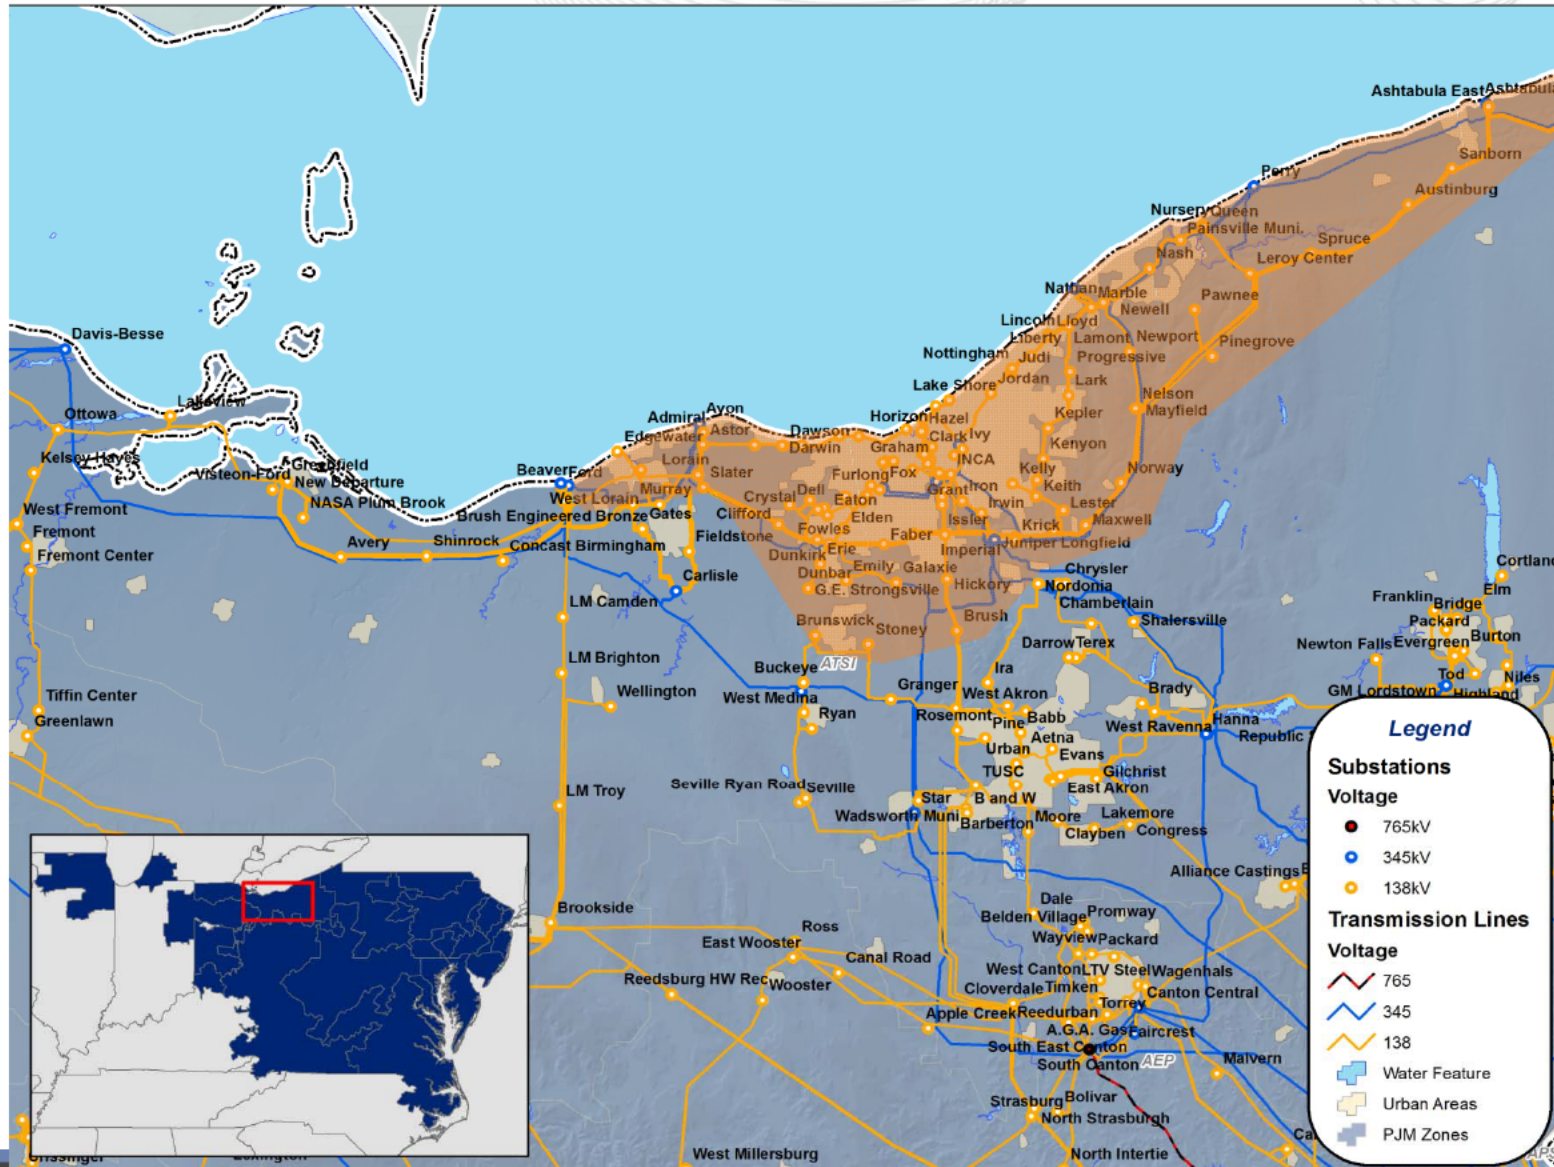 Ashtabula East
Ashtabula
Sanborn
Perry
Austinburg
Nursery
Queen
Painsville Muni.
Spruce
Nash
Leroy Center
Nathan
Marble
Pawnee
Newell
Lincoln
Lloyd
Davis-Besse
Liberty
Lamont
Newport
Pinegrove
Nottingham
Judi
Progressive
Jordan
Lark
Lake Shore
Nelson
Lakeview
Ottowa
Admiral
Avon
Horizon
Hazel
Kepler
Mayfield
Edgewater
Astor
Dawson
Darwin
Graham
Clark
Ivy
Kenyon
Kelsey Hayes
Greenfield
Visteon-Ford
New Departure
NASA Plum Brook
Beaver
Ford
Lorain
Slater
Furlong
Fox
INCA
Kelly
Norway
West Lorain
Murray
Crystal
Dell
Eaton
Grant
Iron
Keith
Irwin
Lester
West Fremont
Brush Engineered Bronze
Gates
Clifford
Elden
Issler
Krick
Maxwell
Fremont
Fowles
Faber
Avery
Shinrock
Concast Birmingham
Fieldstone
Dunkirk
Erie
Imperial
Juniper
Longfield
Fremont Center
Carlisle
Dunbar
Emily
Galaxie
Hickory
Chrysler
Nordonia
Cortland
Elm
LM Camden
G.E. Strongsville
Chamberlain
Franklin
Bridge
Brunswick
Stoney
Brush
Shalersville
Packard
Darrow
Terex
Newton Falls
Evergreen
Burton
LM Brighton
Buckeye
ATSI
Ira
Tod
Niles
Tiffin Center
Wellington
West Medina
Granger
West Akron
Brady
GM Lordstown
Highland
Greenlawn
Ryan
Rosemont
Pine
Babb
West Ravenna
Hanna
Republic
Aetna
Urban
Evans
TUSC
Gilchrist
LM Troy
Seville Ryan Road
Seville
East Akron
Star
B and W
Wadsworth Muni
Barberton
Moore
Lakemore
Clayben
Congress
Alliance Castings
Brookside
Dale
Belden Village
Promway
Ross
East Wooster
Wayview
Packard
Canal Road
Reedsburg HW Rec
Wooster
West Canton
LTV Steel
Wagenhals
Cloverdale
Timken
Canton Central
Torrey
Apple Creek
Reedurban
A.G.A. Gas
Faircrest
South East Canton
South Canton
AEP
Malvern
Strasburg
Bolivar
North Strasburgh
West Millersburg
North Intertie
Legend
Substations
Voltage
765kV
345kV
138kV
Transmission Lines
Voltage
765
345
138
Water Feature
Urban Areas
PJM Zones